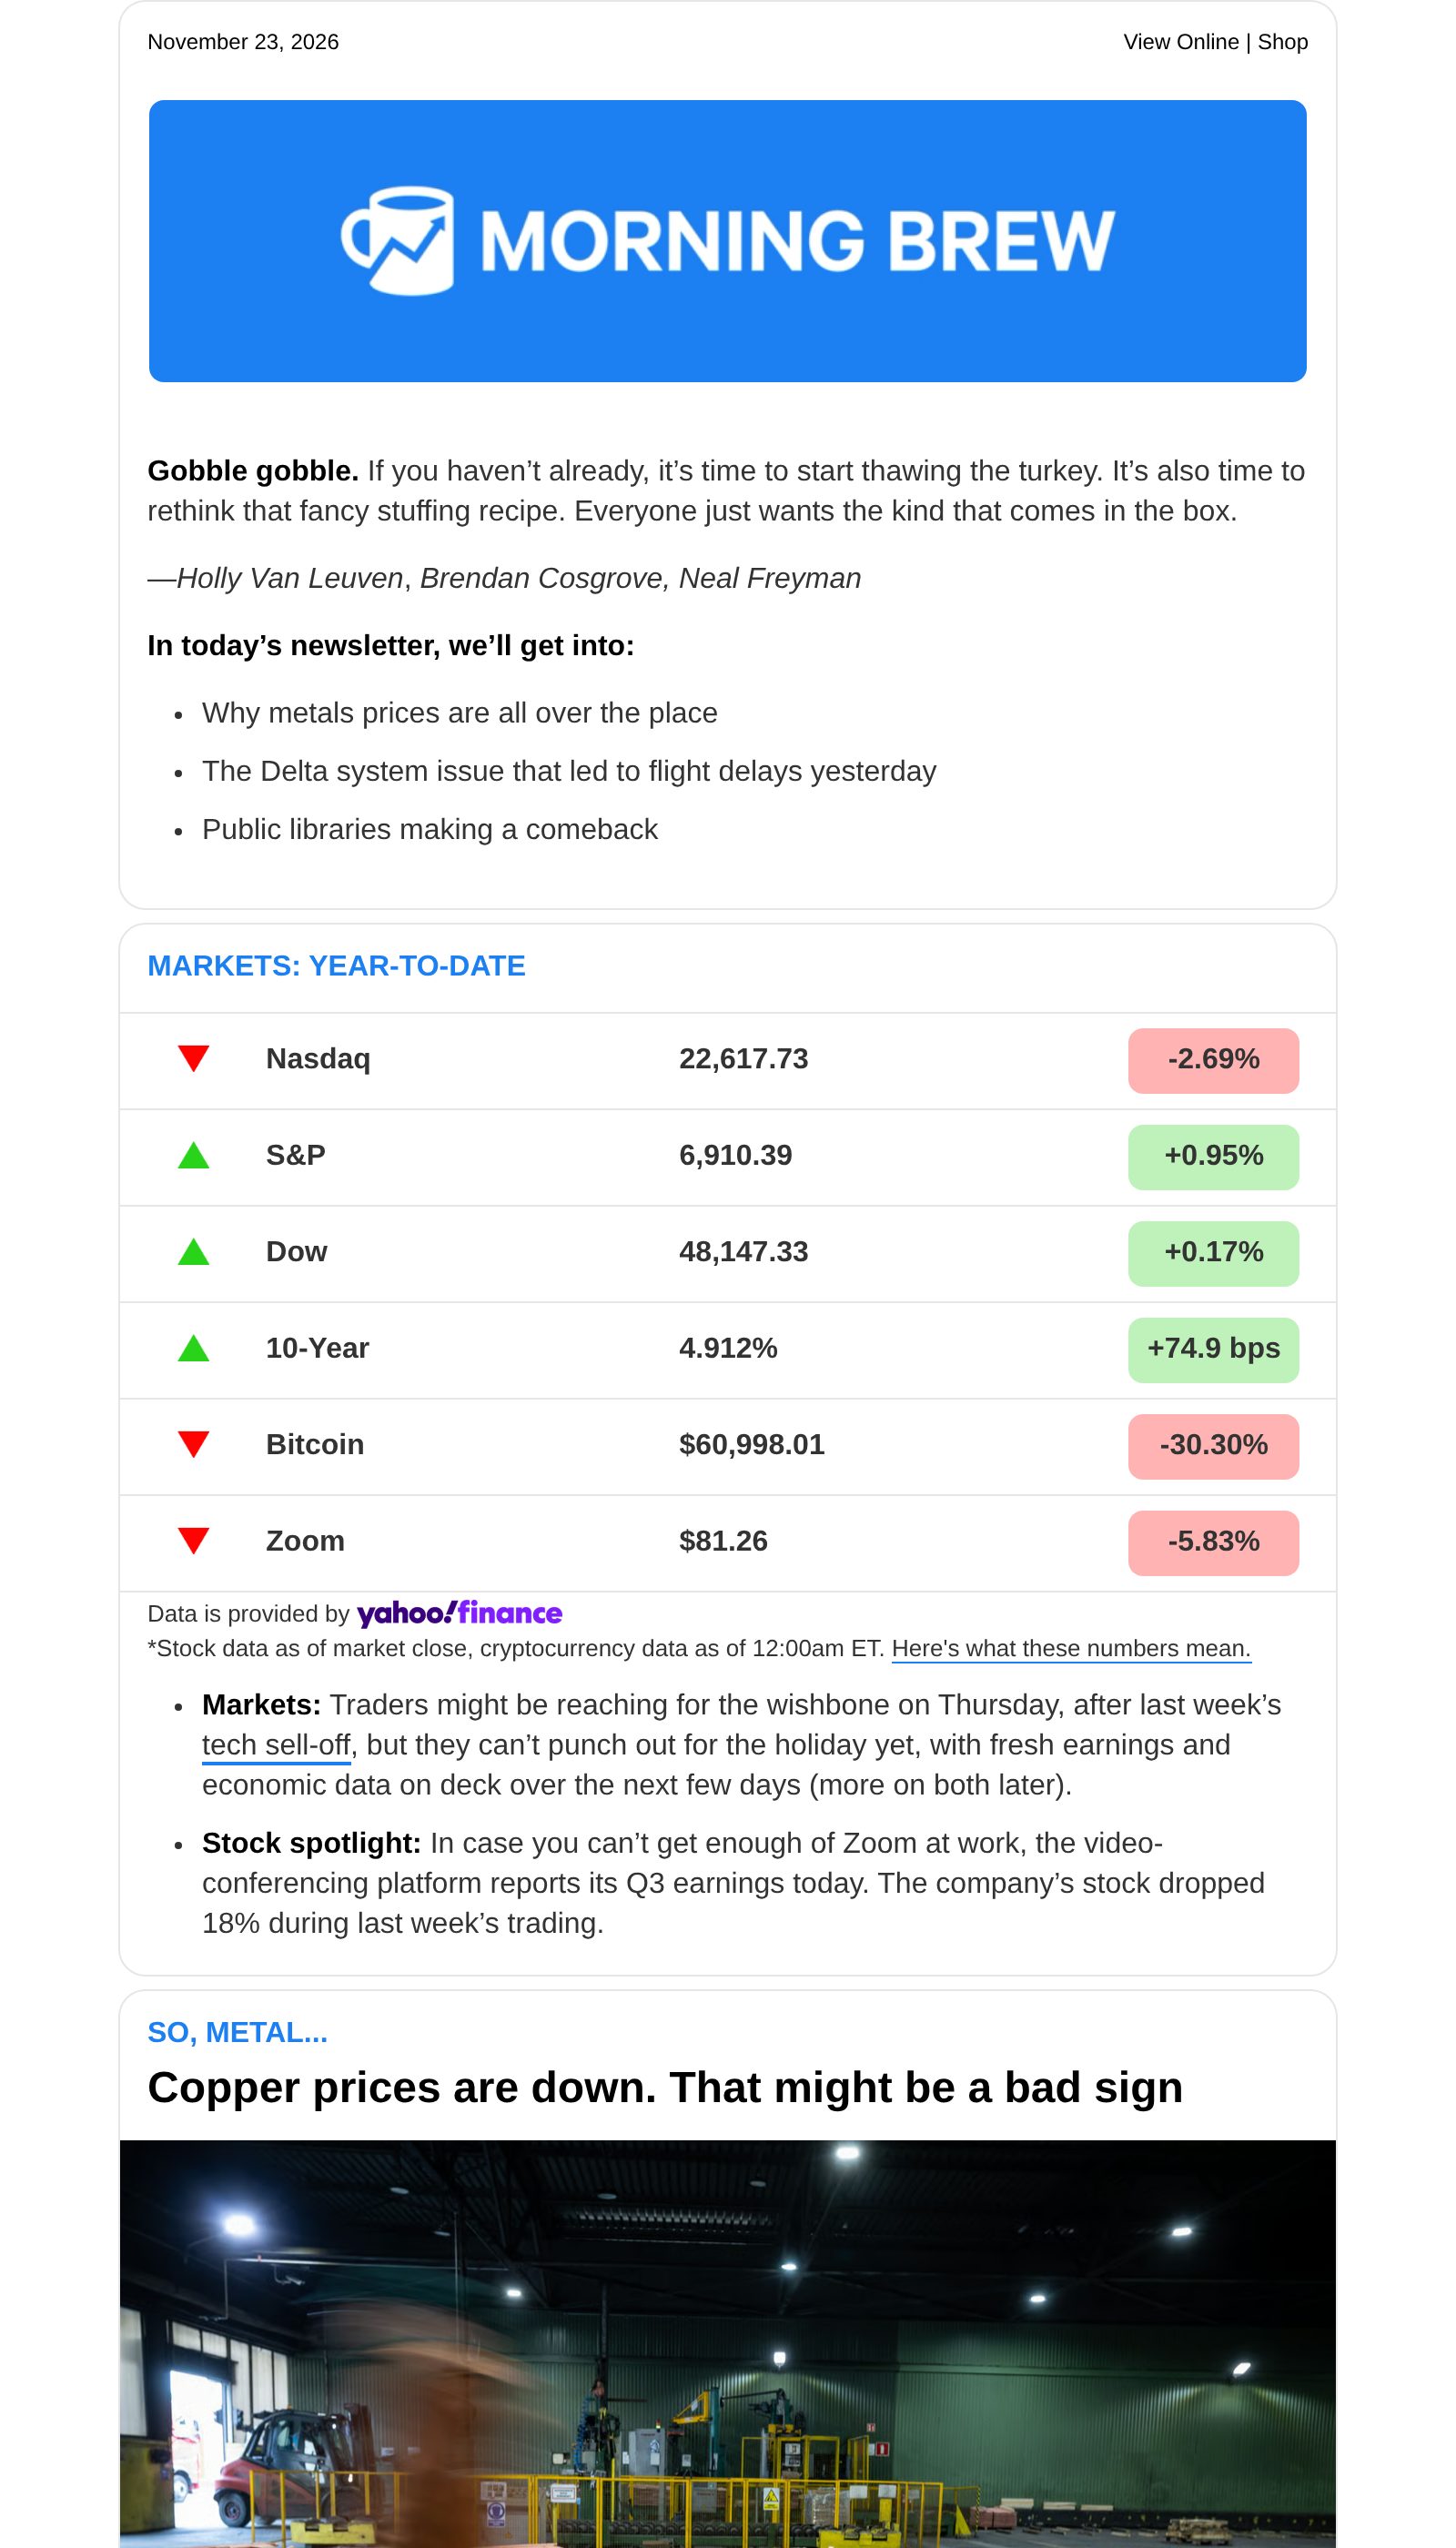 November 23, 2026
View Online | Shop
MORNING BREW
Gobble gobble. If you haven’t already, it’s time to start thawing the turkey. It’s also time to
rethink that fancy stuffing recipe. Everyone just wants the kind that comes in the box.
—Holly Van Leuven, Brendan Cosgrove, Neal Freyman
In today’s newsletter, we’ll get into:
• Why metals prices are all over the place
• The Delta system issue that led to flight delays yesterday
• Public libraries making a comeback
MARKETS: YEAR-TO-DATE
Nasdaq 22,617.73 -2.69%
S&P 6,910.39 +0.95%
Dow 48,147.33 +0.17%
10-Year 4.912% +74.9 bps
Bitcoin $60,998.01 -30.30%
Zoom $81.26 -5.83%
Data is provided by yahoo!finance
*Stock data as of market close, cryptocurrency data as of 12:00am ET. Here's what these numbers mean.
• Markets: Traders might be reaching for the wishbone on Thursday, after last week’s
tech sell-off, but they can’t punch out for the holiday yet, with fresh earnings and
economic data on deck over the next few days (more on both later).
• Stock spotlight: In case you can’t get enough of Zoom at work, the video-
conferencing platform reports its Q3 earnings today. The company’s stock dropped
18% during last week’s trading.
SO, METAL...
Copper prices are down. That might be a bad sign